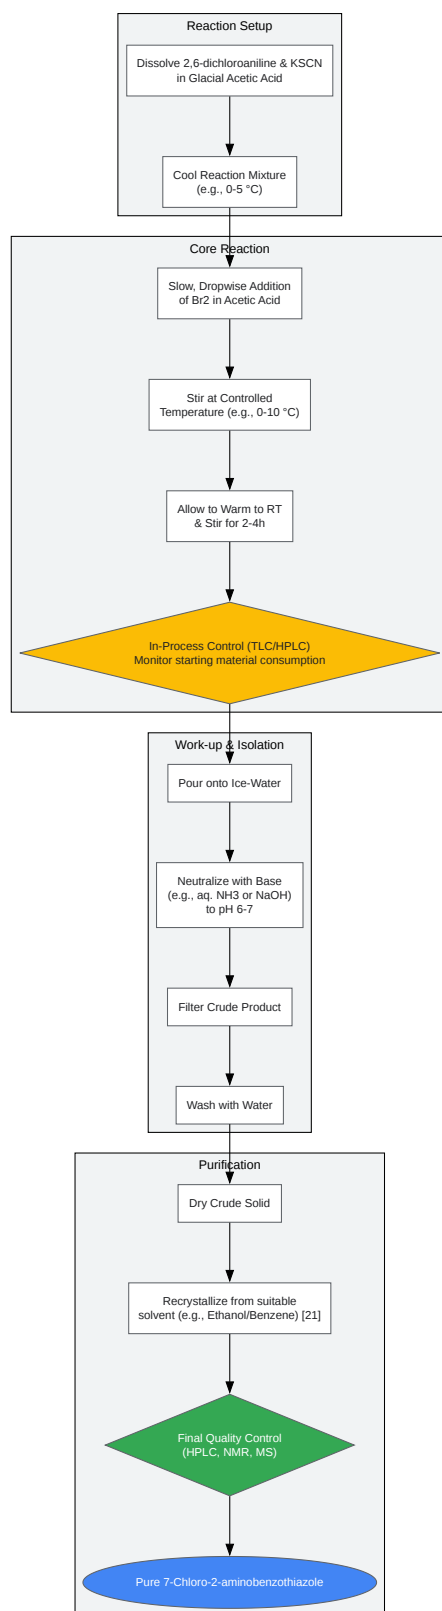 Reaction Setup
Dissolve 2,6-dichloroaniline & KSCN
in Glacial Acetic Acid
Cool Reaction Mixture
(e.g., 0-5 °C)
Core Reaction
Slow, Dropwise Addition
of Br2 in Acetic Acid
Stir at Controlled
Temperature (e.g., 0-10 °C)
Allow to Warm to RT
& Stir for 2-4h
In-Process Control (TLC/HPLC)
Monitor starting material consumption
Work-up & Isolation
Pour onto Ice-Water
Neutralize with Base
(e.g., aq. NH3 or NaOH)
to pH 6-7
Filter Crude Product
Wash with Water
Purification
Dry Crude Solid
Recrystallize from suitable
solvent (e.g., Ethanol/Benzene) [21]
Final Quality Control
(HPLC, NMR, MS)
Pure 7-Chloro-2-aminobenzothiazole